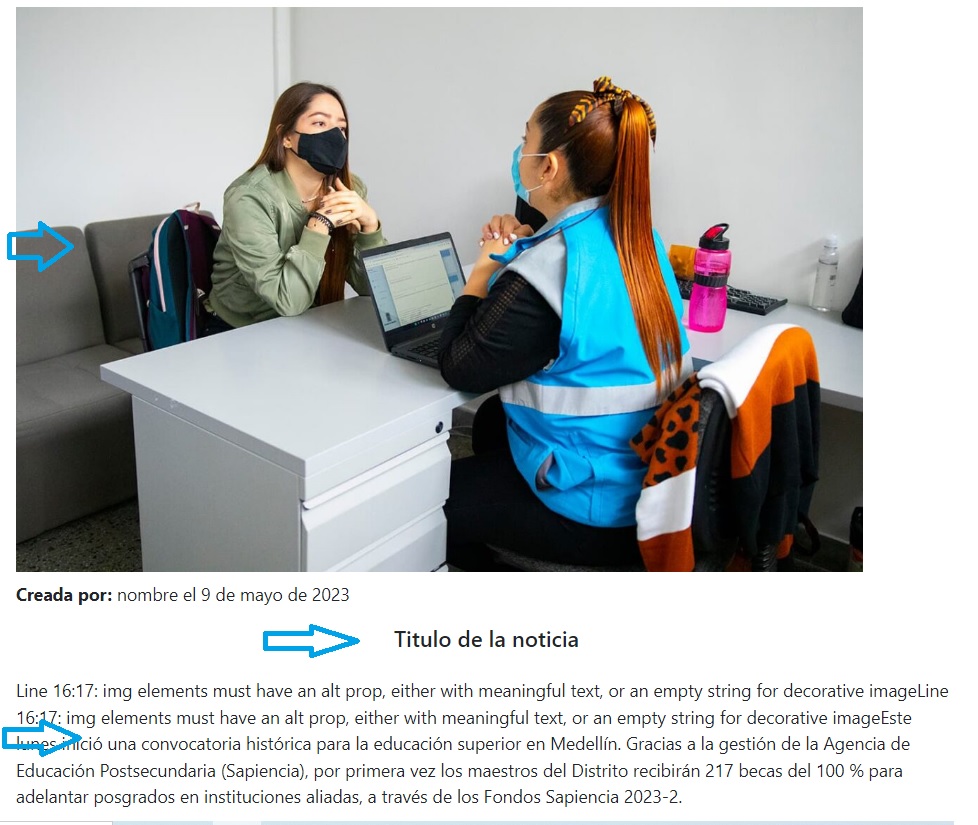 Creada por: nombre el 9 de mayo de 2023
Titulo de la noticia
Line 16:17: img elements must have an alt prop, either with meaningful text, or an empty string for decorative imageLine
16:17: img elements must have an alt prop, either with meaningful text, or an empty string for decorative imageEste
lunes inició una convocatoria histórica para la educación superior en Medellín. Gracias a la gestión de la Agencia de
Educación Postsecundaria (Sapiencia), por primera vez los maestros del Distrito recibirán 217 becas del 100 % para
adelantar posgrados en instituciones aliadas, a través de los Fondos Sapiencia 2023-2.